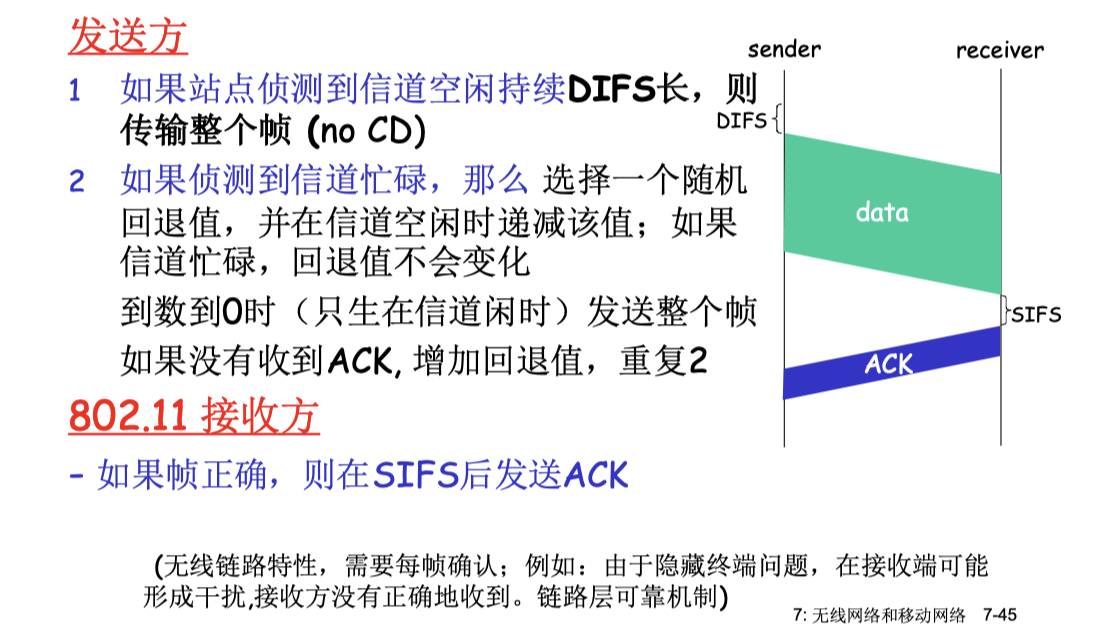 发送方
1 如果站点侦测到信道空闲持续DIFS长，则
传输整个帧 (no CD)
2 如果侦测到信道忙碌，那么 选择一个随机
回退值，并在信道空闲时递减该值；如果
信道忙碌，回退值不会变化
到数到0时（只生在信道闲时）发送整个帧
如果没有收到ACK, 增加回退值，重复2
802.11 接收方
- 如果帧正确，则在SIFS后发送ACK
(无线链路特性，需要每帧确认；例如：由于隐藏终端问题，在接收端可能
形成干扰,接收方没有正确地收到。链路层可靠机制)
sender
receiver
DIFS
data
SIFS
ACK
7: 无线网络和移动网络 7-45